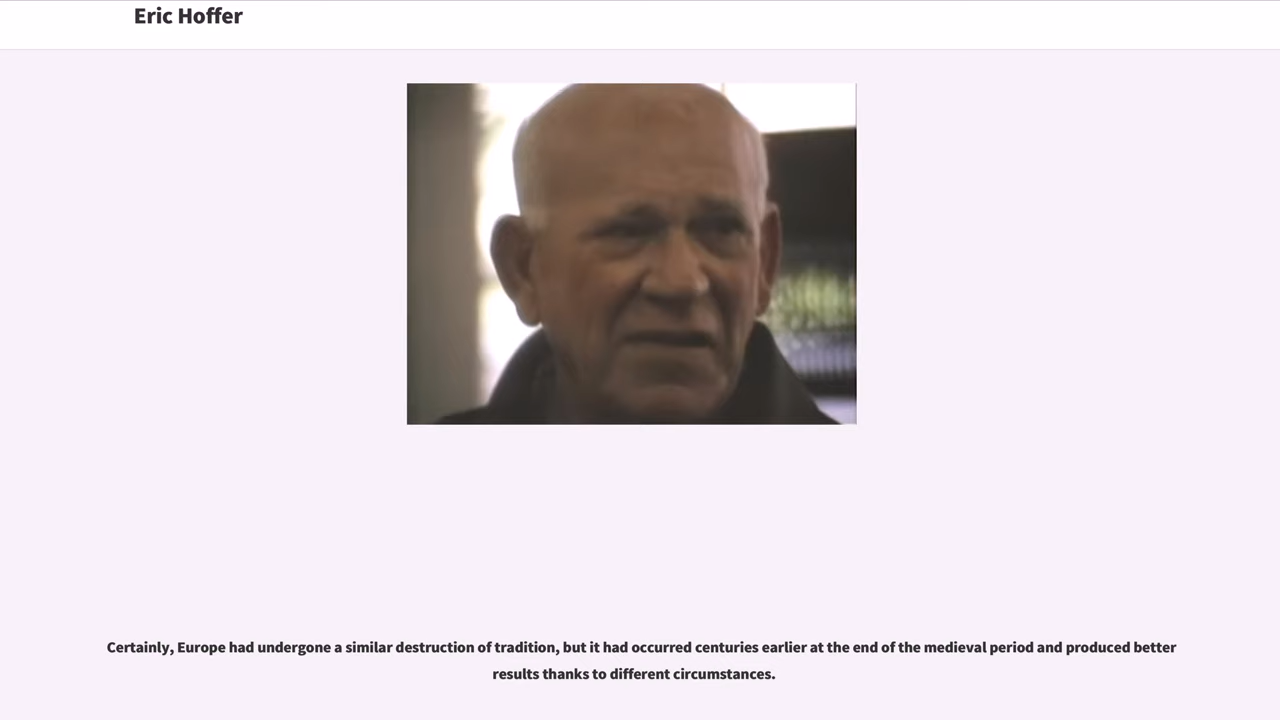 Eric Hoffer
Certainly, Europe had undergone a similar destruction of tradition, but it had occurred centuries earlier at the end of the medieval period and produced better
results thanks to different circumstances.